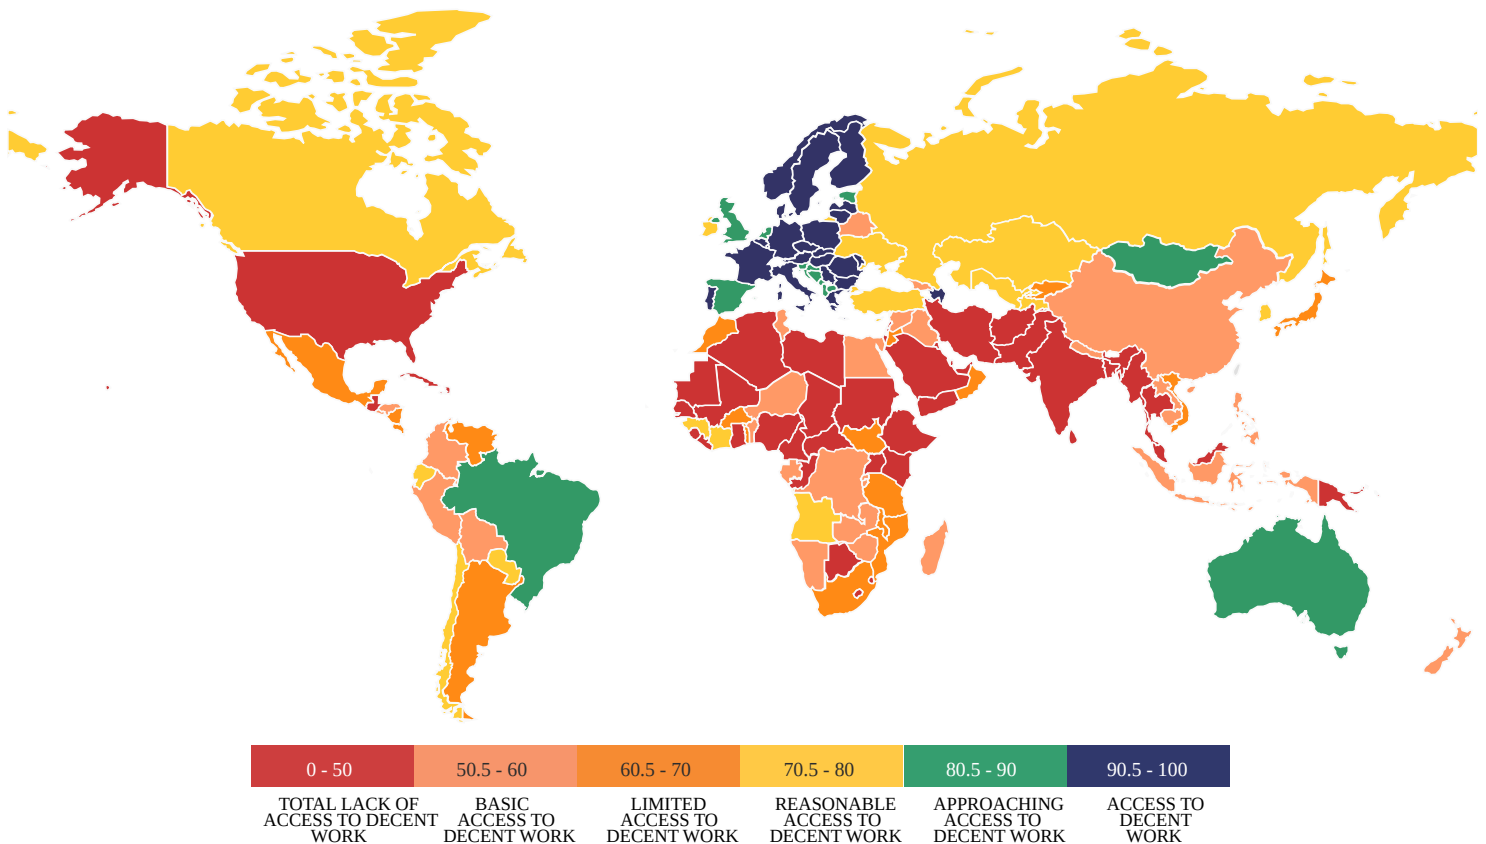 0 - 50
50.5 - 60
60.5 - 70
70.5 - 80
80.5 - 90
90.5 - 100
TOTAL LACK OF
ACCESS TO DECENT
WORK
BASIC
ACCESS TO
DECENT WORK
LIMITED
ACCESS TO
DECENT WORK
REASONABLE
ACCESS TO
DECENT WORK
APPROACHING
ACCESS TO
DECENT WORK
ACCESS TO
DECENT
WORK